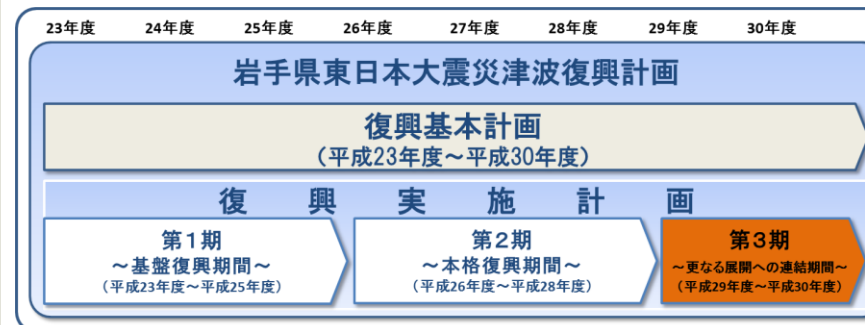 23年度 24年度 25年度 26年度 27年度 28年度 29年度 30年度
岩手県東日本大震災津波復興計画
復興基本計画
（平成23年度～平成30年度）
復興実施計画
第１期
～基盤復興期間～
（平成23年度～平成25年度）
第２期
～本格復興期間～
（平成26年度～平成28年度）
第３期
～更なる展開への連結期間～
（平成29年度～平成30年度）